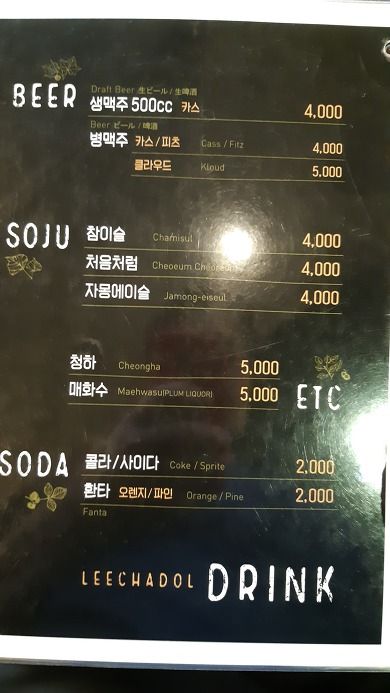 BEER
Draft Beer 生ビール / 生啤酒
생맥주 500cc 카스 4,000
Beer ビール / 啤酒
병맥주 카스 / 피츠 Cass / Fitz 4,000
클라우드 Kloud 5,000
SOJU
참이슬 Chamisul 4,000
처음처럼 Cheoeum Cheoreom 4,000
자몽에이슬 Jamong-eiseul 4,000
청하 Cheongha 5,000
매화수 Maehwasu(PLUM LIQUOR) 5,000
ETC
SODA
콜라/사이다 Coke / Sprite 2,000
환타 오렌지/파인 Orange / Pine 2,000
Fanta
LEECHADOL DRINK